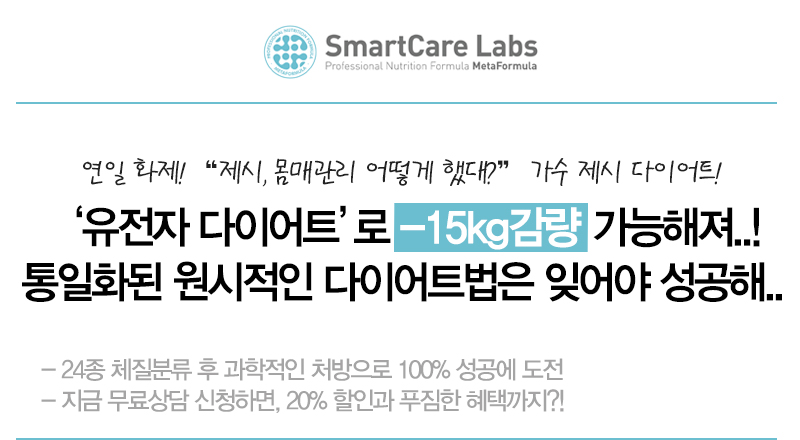 SmartCare Labs
Professional Nutrition Formula MetaFormula
연일 화제! “제시, 몸매관리 어떻게 했대?” 가수 제시 다이어트!
‘유전자 다이어트’로 -15kg감량 가능해져..!
통일화된 원시적인 다이어트법은 잊어야 성공해..
- 24종 체질분류 후 과학적인 처방으로 100% 성공에 도전
- 지금 무료상담 신청하면, 20% 할인과 푸짐한 혜택까지?!